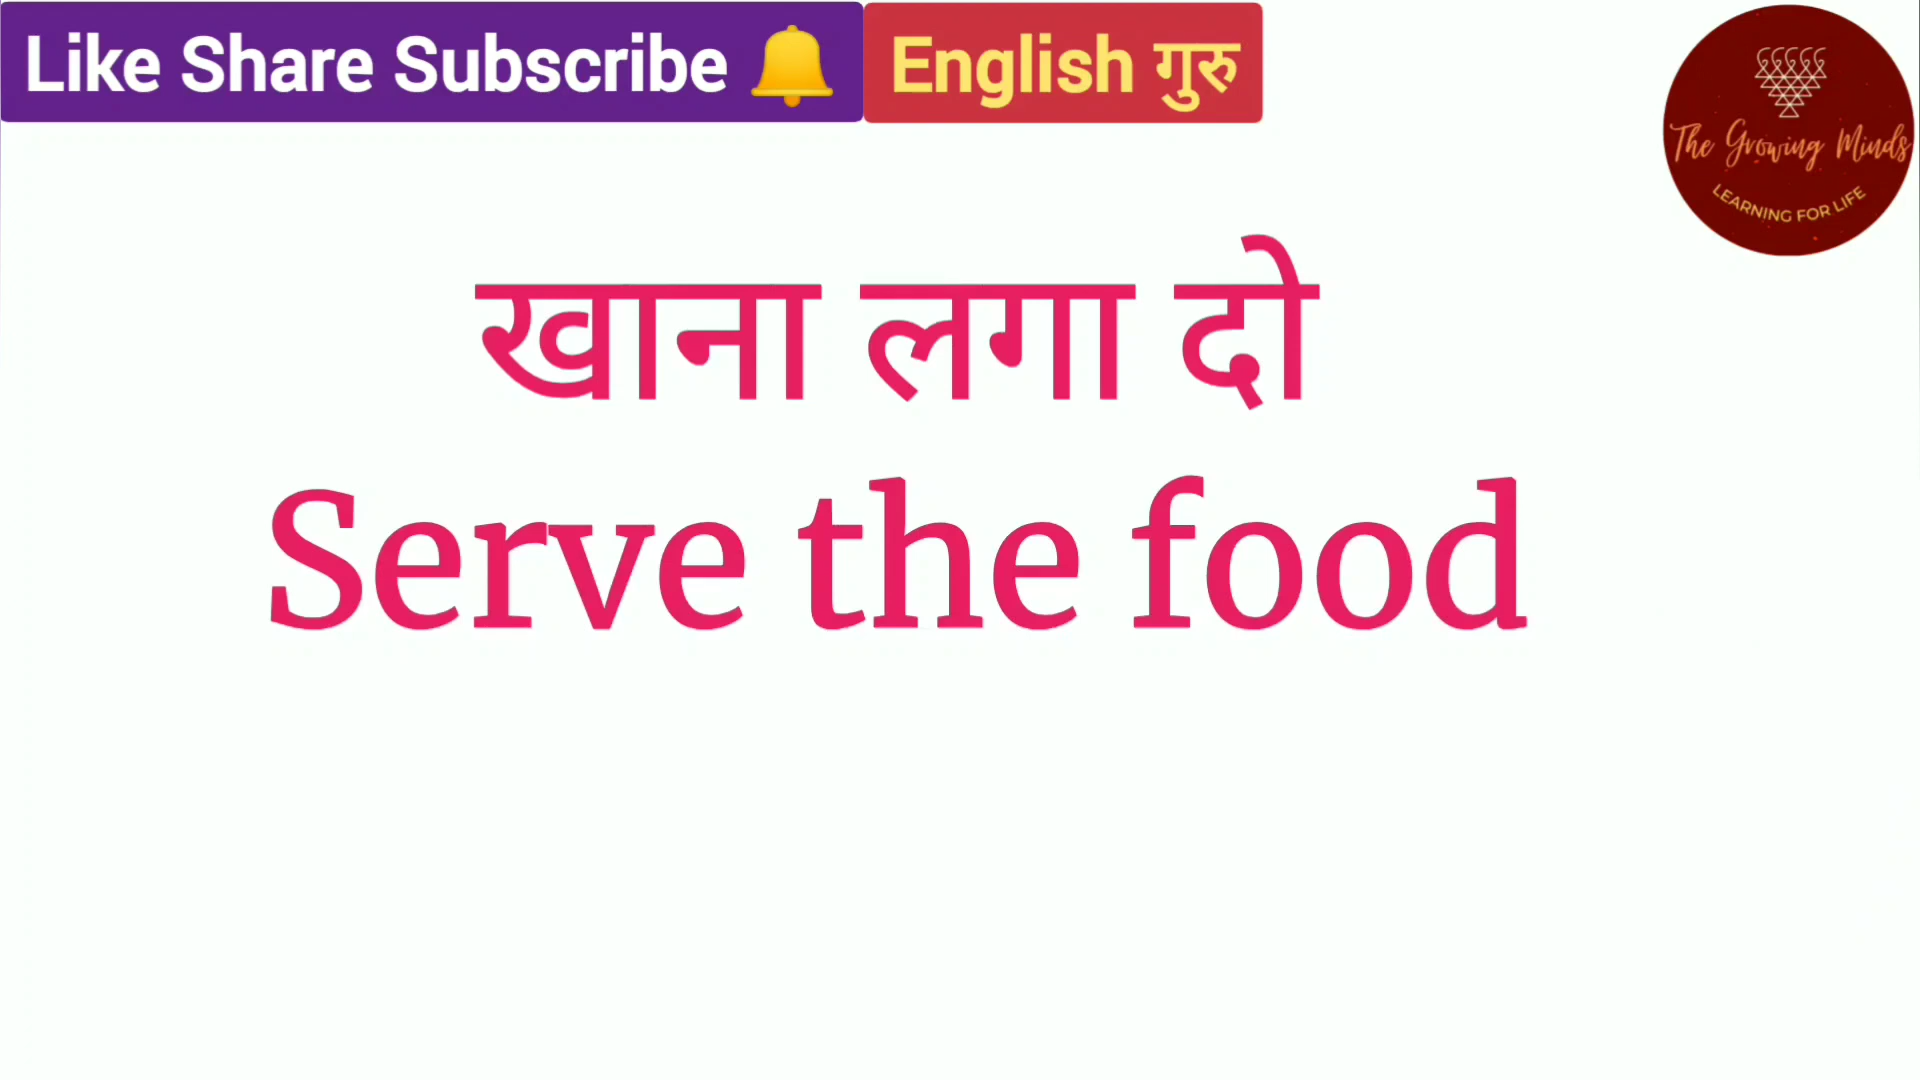 Like Share Subscribe
English गुरु
The Growing Minds
LEARNING FOR LIFE
खाना लगा दो
Serve the food